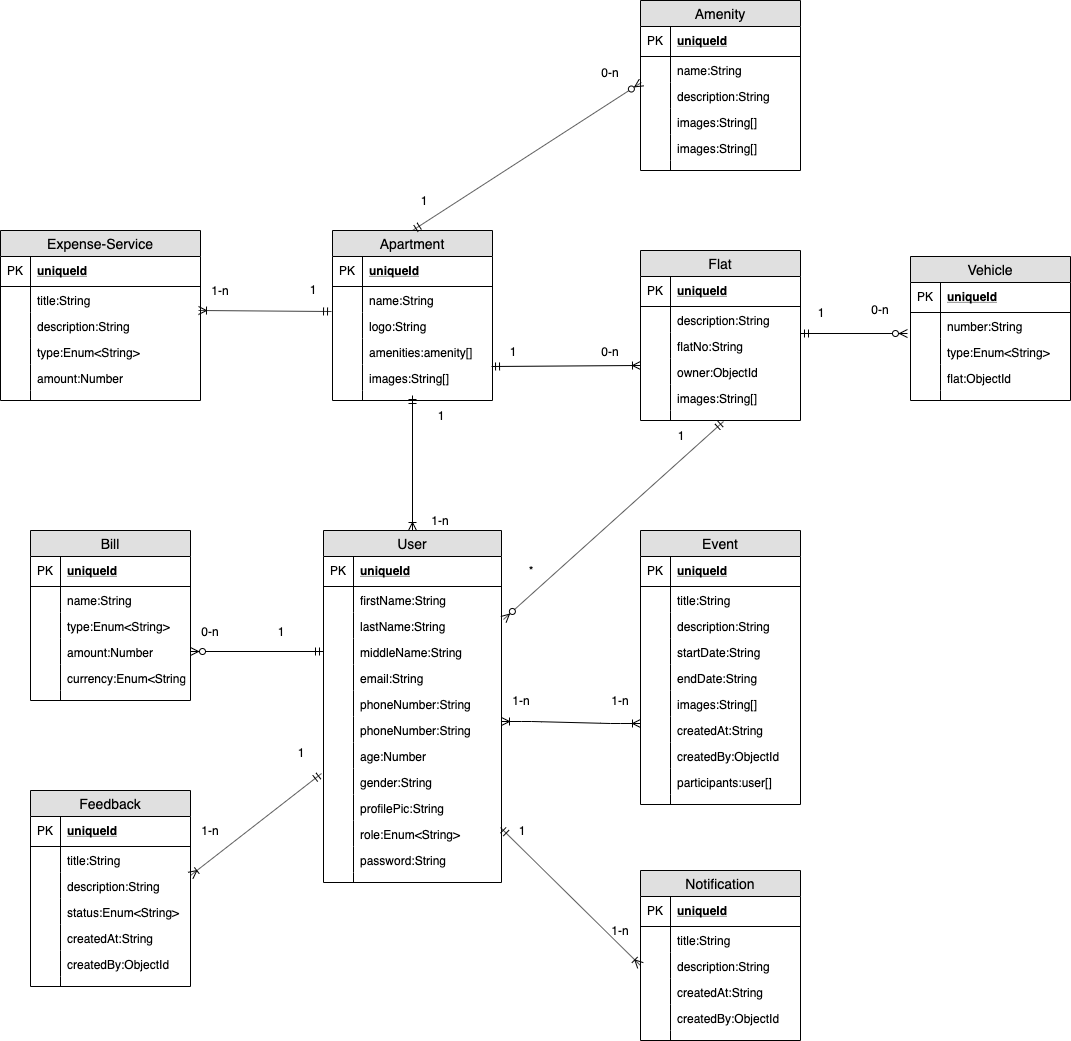 Amenity
PK uniqueId
name:String
description:String
images:String[]
images:String[]
0-n
1
Expense-Service
PK uniqueId
title:String
description:String
type:Enum<String>
amount:Number
1-n
1
Apartment
PK uniqueId
name:String
logo:String
amenities:amenity[]
images:String[]
1
0-n
Flat
PK uniqueId
description:String
flatNo:String
owner:ObjectId
images:String[]
1
0-n
Vehicle
PK uniqueId
number:String
type:Enum<String>
flat:ObjectId
1
1-n
1
*
Bill
PK uniqueId
name:String
type:Enum<String>
amount:Number
currency:Enum<String
0-n
1
User
PK uniqueId
firstName:String
lastName:String
middleName:String
email:String
phoneNumber:String
phoneNumber:String
age:Number
gender:String
profilePic:String
role:Enum<String>
password:String
1-n
1-n
Event
PK uniqueId
title:String
description:String
startDate:String
endDate:String
images:String[]
createdAt:String
createdBy:ObjectId
participants:user[]
1
1-n
Feedback
PK uniqueId
title:String
description:String
status:Enum<String>
createdAt:String
createdBy:ObjectId
1
1-n
Notification
PK uniqueId
title:String
description:String
createdAt:String
createdBy:ObjectId